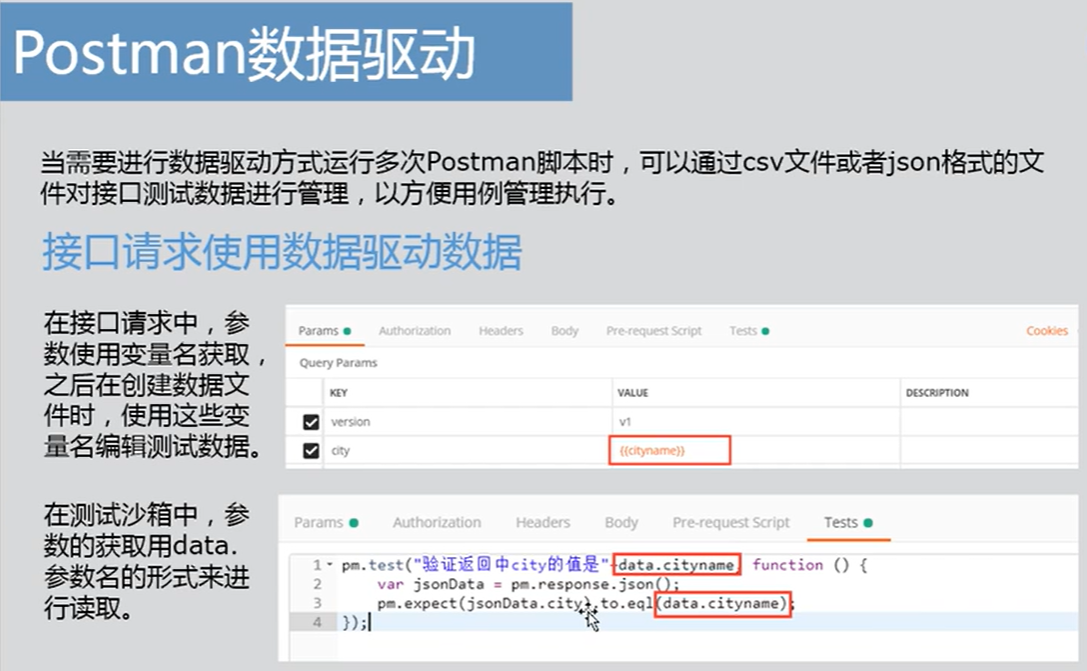 Postman数据驱动
当需要进行数据驱动方式运行多次Postman脚本时，可以通过csv文件或者json格式的文
件对接口测试数据进行管理，以方便用例管理执行。
接口请求使用数据驱动数据
在接口请求中，参
数使用变量名获取，
之后在创建数据文
件时，使用这些变
量名编辑测试数据。
Params Authorization Headers Body Pre-request Script Tests Cookies
Query Params
KEY VALUE DESCRIPTION
version v1
city {{cityname}}
在测试沙箱中，参
数的获取用data.
参数名的形式来进
行读取。
Params Authorization Headers Body Pre-request Script Tests
1 pm.test("验证返回中city的值是"+data.cityname, function () {
2 var jsonData = pm.response.json();
3 pm.expect(jsonData.city).to.eql(data.cityname);
4 });